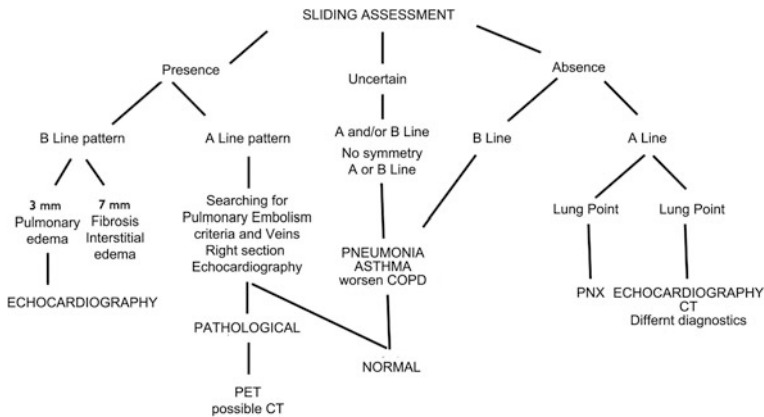 SLIDING ASSESSMENT
Presence
Uncertain
Absence
B Line pattern
A Line pattern
A and/or B Line
No symmetry
A or B Line
B Line
A Line
3 mm
Pulmonary
edema
7 mm
Fibrosis
Interstitial
edema
Searching for
Pulmonary Embolism
criteria and Veins
Right section
Echocardiography
Lung Point
Lung Point
PNEUMONIA
ASTHMA
worsen COPD
ECHOCARDIOGRAPHY
PNX
ECHOCARDIOGRAPHY
CT
Differnt diagnostics
PATHOLOGICAL
NORMAL
PET
possible CT